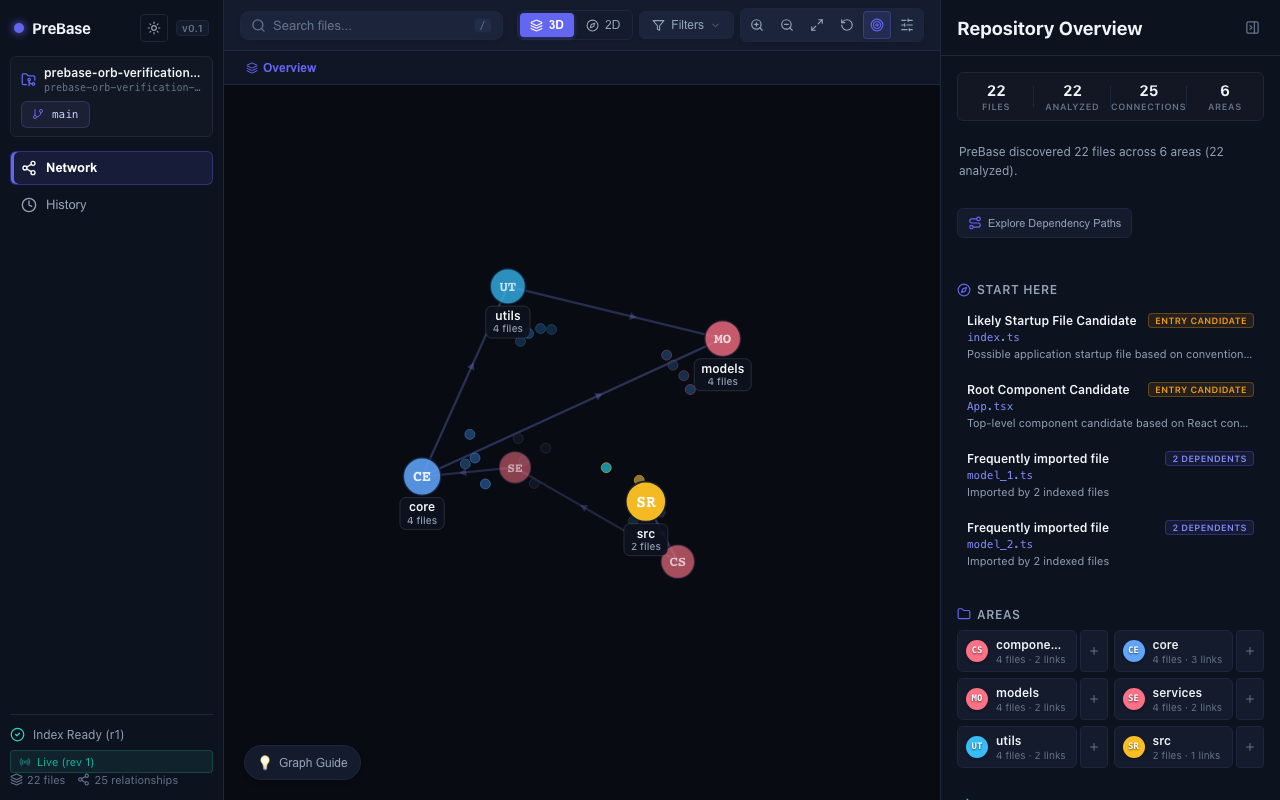 PreBase
v0.1
prebase-orb-verification...
prebase-orb-verification-…
main
Network
History
Index Ready (r1)
Live (rev 1)
22 files
25 relationships
Search files...
/
3D
2D
Filters
Overview
UT
utils
4 files
MO
models
4 files
CE
core
4 files
SE
SR
src
2 files
CS
Graph Guide
Repository Overview
22 22 25 6
FILES ANALYZED CONNECTIONS AREAS
PreBase discovered 22 files across 6 areas (22
analyzed).
Explore Dependency Paths
START HERE
Likely Startup File Candidate ENTRY CANDIDATE
index.ts
Possible application startup file based on convention...
Root Component Candidate ENTRY CANDIDATE
App.tsx
Top-level component candidate based on React con...
Frequently imported file 2 DEPENDENTS
model_1.ts
Imported by 2 indexed files
Frequently imported file 2 DEPENDENTS
model_2.ts
Imported by 2 indexed files
AREAS
CS compone...
4 files · 2 links
+
CE core
4 files · 3 links
+
MO models
4 files · 2 links
+
SE services
4 files · 2 links
+
UT utils
4 files · 2 links
+
SR src
2 files · 1 links
+